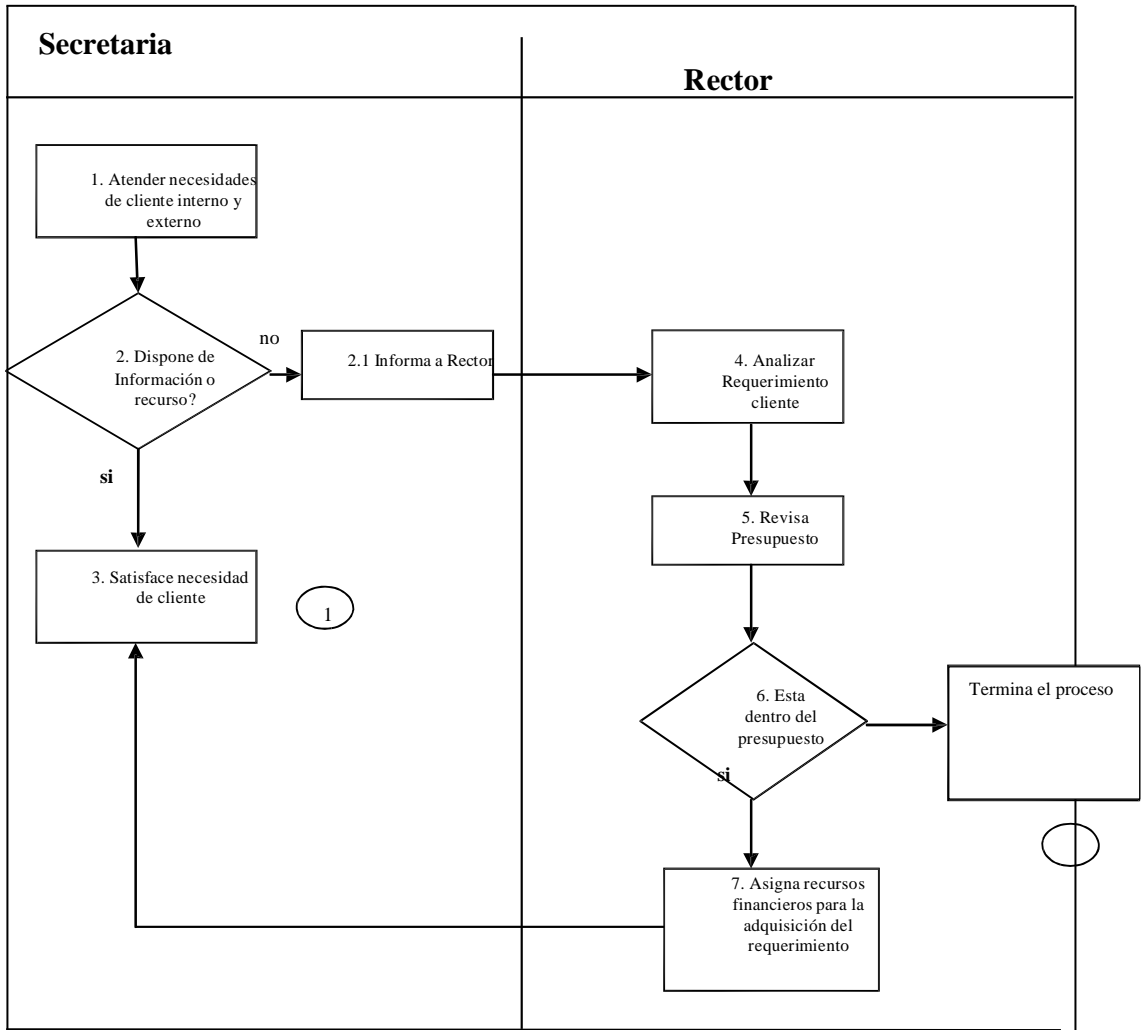 Secretaria
Rector
1. Atender necesidades
de cliente interno y
externo
2. Dispone de
Información o
recurso?
no
2.1 Informa a Rector
4. Analizar
Requerimiento
cliente
si
5. Revisa
Presupuesto
3. Satisface necesidad
de cliente
1
6. Esta
dentro del
presupuesto
si
Termina el proceso
7. Asigna recursos
financieros para la
adquisición del
requerimiento